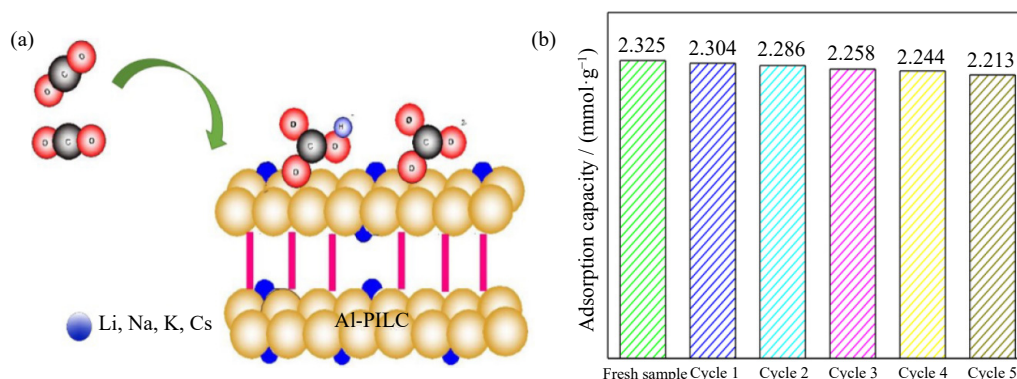 (a)
O
C
O
D
C
O
D
H
-
C
D
D
O
D
2-
C
D
Li, Na, K, Cs
Al-PILC
(b)
Adsorption capacity / (mmol·g⁻¹)
2.325
2.304
2.286
2.258
2.244
2.213
Fresh sample Cycle 1 Cycle 2 Cycle 3 Cycle 4 Cycle 5